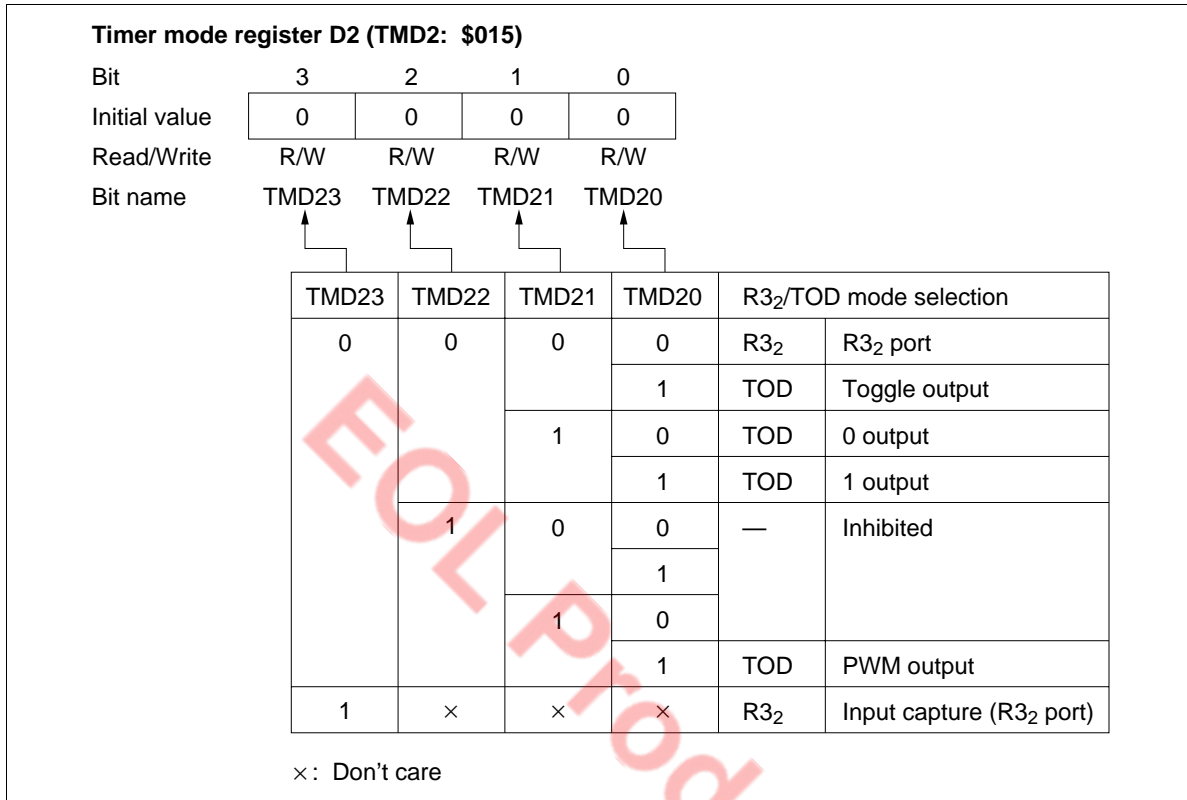 Timer mode register D2 (TMD2: $015)
Bit 3 2 1 0
Initial value 0 0 0 0
Read/Write R/W R/W R/W R/W
Bit name TMD23 TMD22 TMD21 TMD20
TMD23 TMD22 TMD21 TMD20 R3₂/TOD mode selection
0 0 0 0 R3₂ R3₂ port
1 TOD Toggle output
1 0 TOD 0 output
1 TOD 1 output
1 0 0 — Inhibited
1
1 0
1 TOD PWM output
1 × × × R3₂ Input capture (R3₂ port)
×: Don't care
EOL Prod